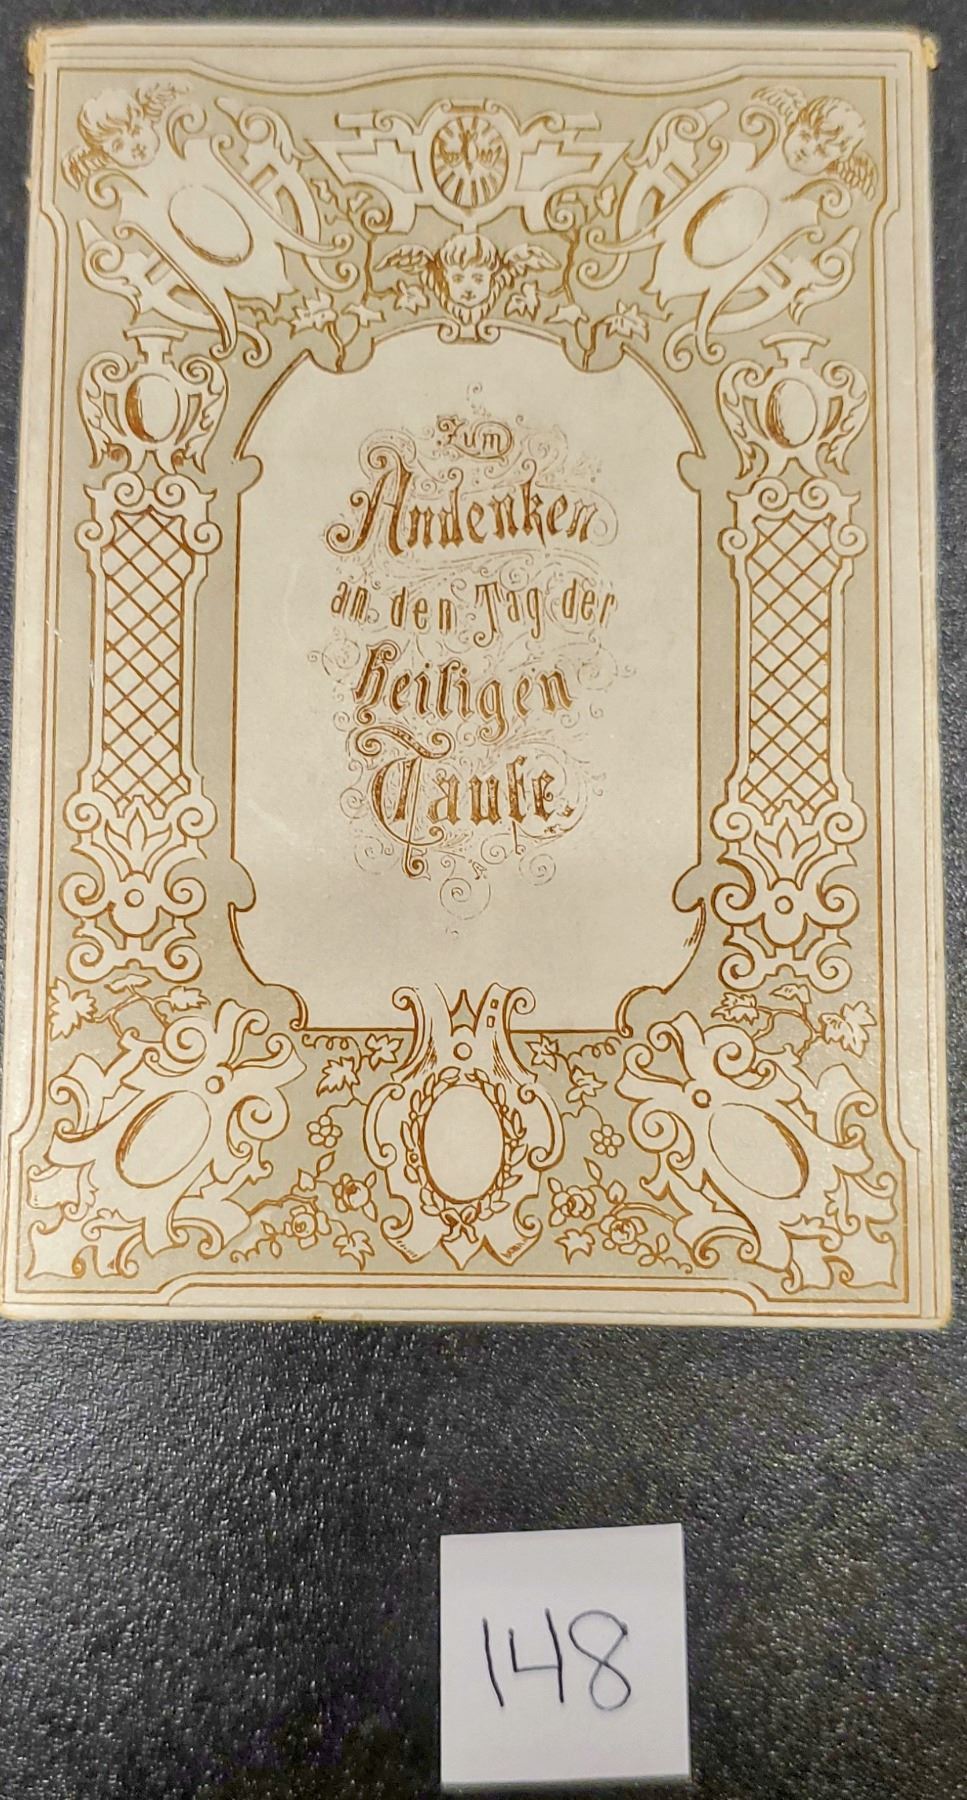 Zum
Andenken
an den Tag der
heiligen
Taufe.
148